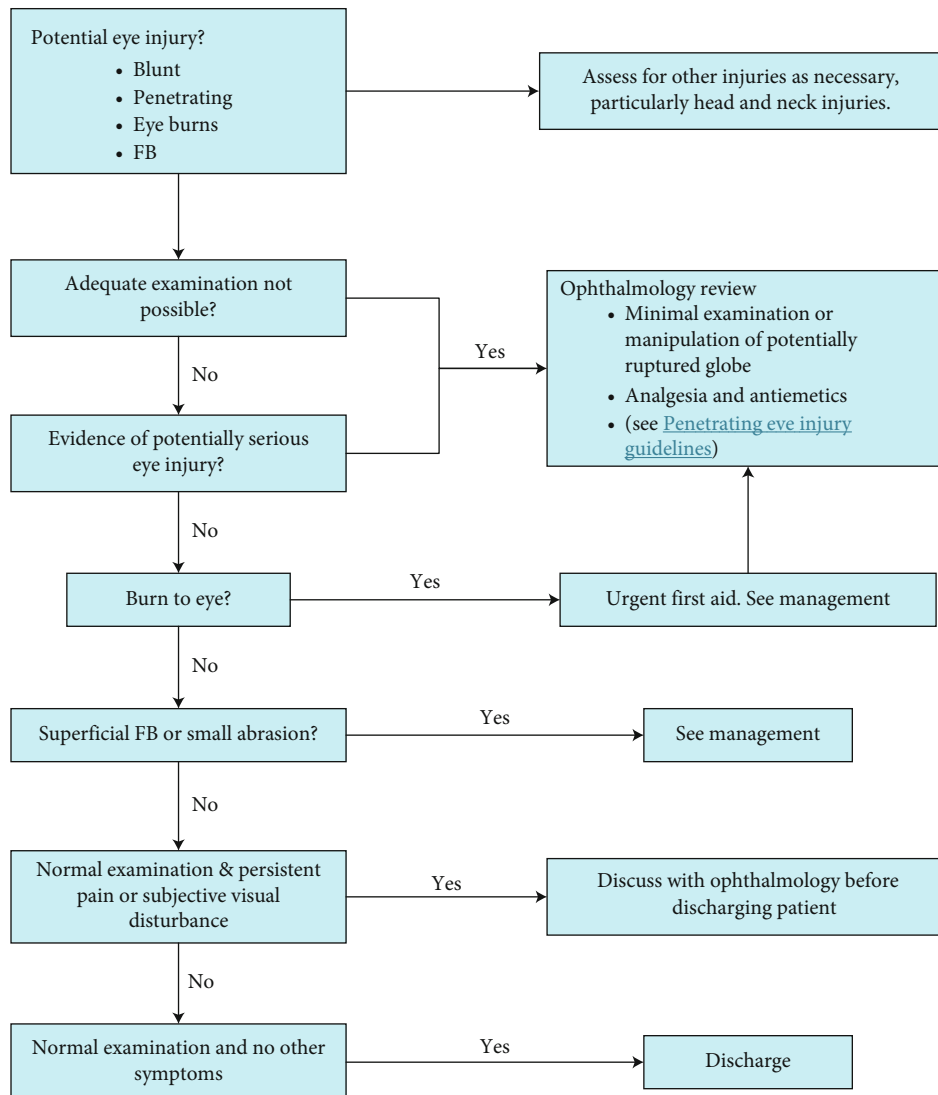 Potential eye injury?
• Blunt
• Penetrating
• Eye burns
• FB
Assess for other injuries as necessary,
particularly head and neck injuries.
Adequate examination not
possible?
Yes
Ophthalmology review
• Minimal examination or
manipulation of potentially
ruptured globe
• Analgesia and antiemetics
• (see Penetrating eve injury
guidelines)
No
Evidence of potentially serious
eye injury?
No
Burn to eye?
Yes
Urgent first aid. See management
No
Superficial FB or small abrasion?
Yes
See management
No
Normal examination & persistent
pain or subjective visual
disturbance
Yes
Discuss with ophthalmology before
discharging patient
No
Normal examination and no other
symptoms
Yes
Discharge